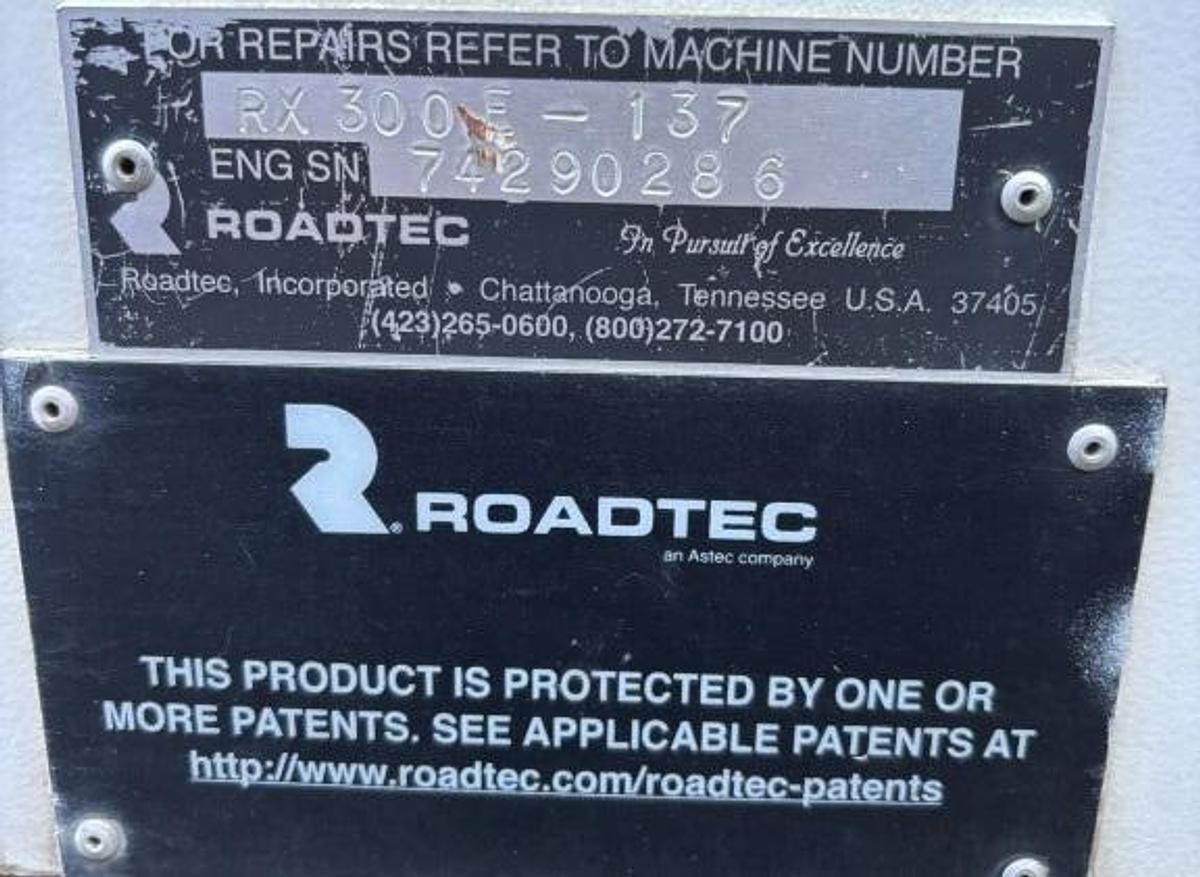 FOR REPAIRS REFER TO MACHINE NUMBER
RX 300E - 137
ENG SN 74290286
ROADTEC
In Pursuit of Excellence
Roadtec, Incorporated • Chattanooga, Tennessee U.S.A. 37405
(423)265-0600, (800)272-7100
ROADTEC
an Astec company
THIS PRODUCT IS PROTECTED BY ONE OR
MORE PATENTS. SEE APPLICABLE PATENTS AT
http://www.roadtec.com/roadtec-patents